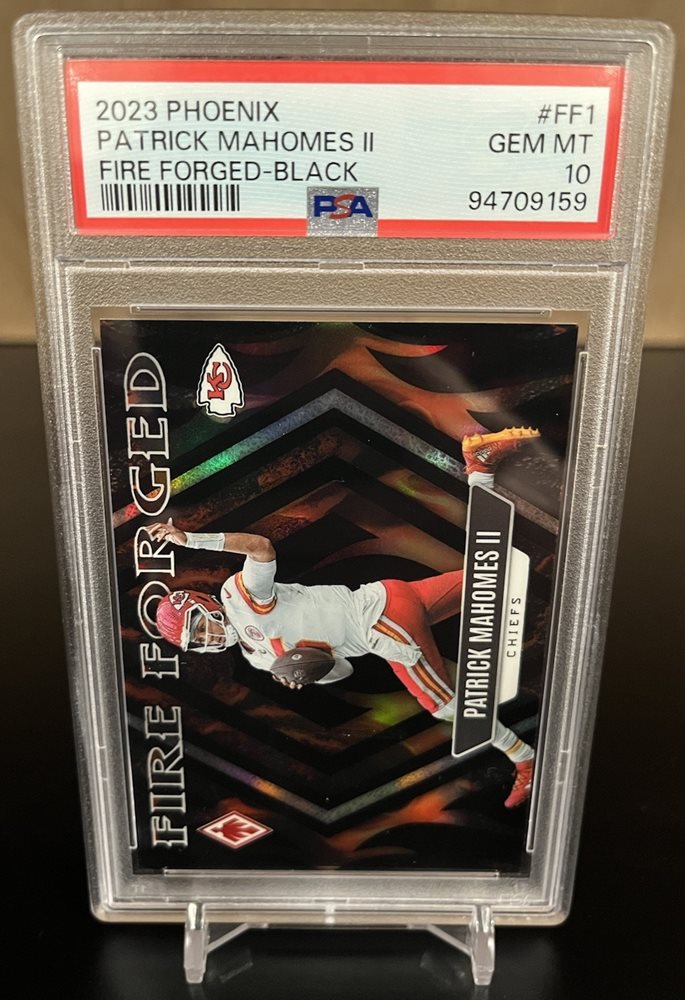 2023 PHOENIX #FF1
PATRICK MAHOMES II GEM MT
FIRE FORGED-BLACK 10
PSA 94709159
FIRE FORGED
KC
PATRICK MAHOMES II
CHIEFS